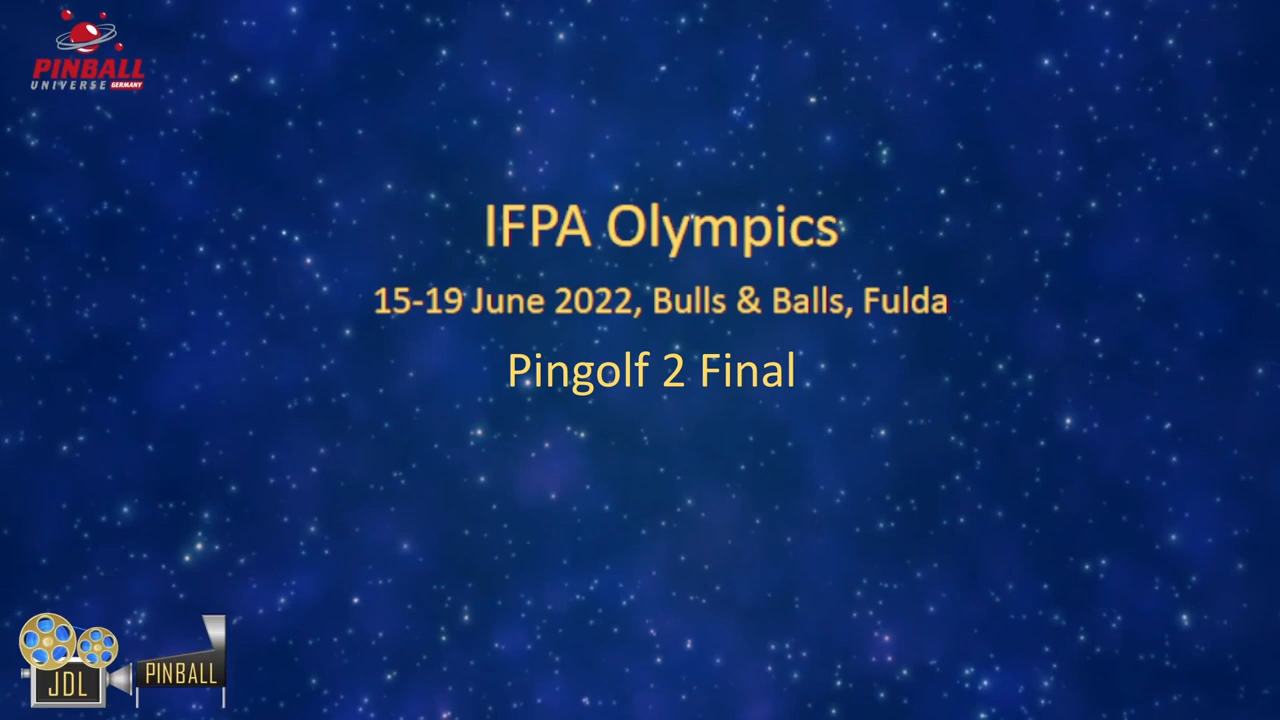 PINBALL
UNIVERSE GERMANY
IFPA Olympics
15-19 June 2022, Bulls & Balls, Fulda
Pingolf 2 Final
JDL PINBALL